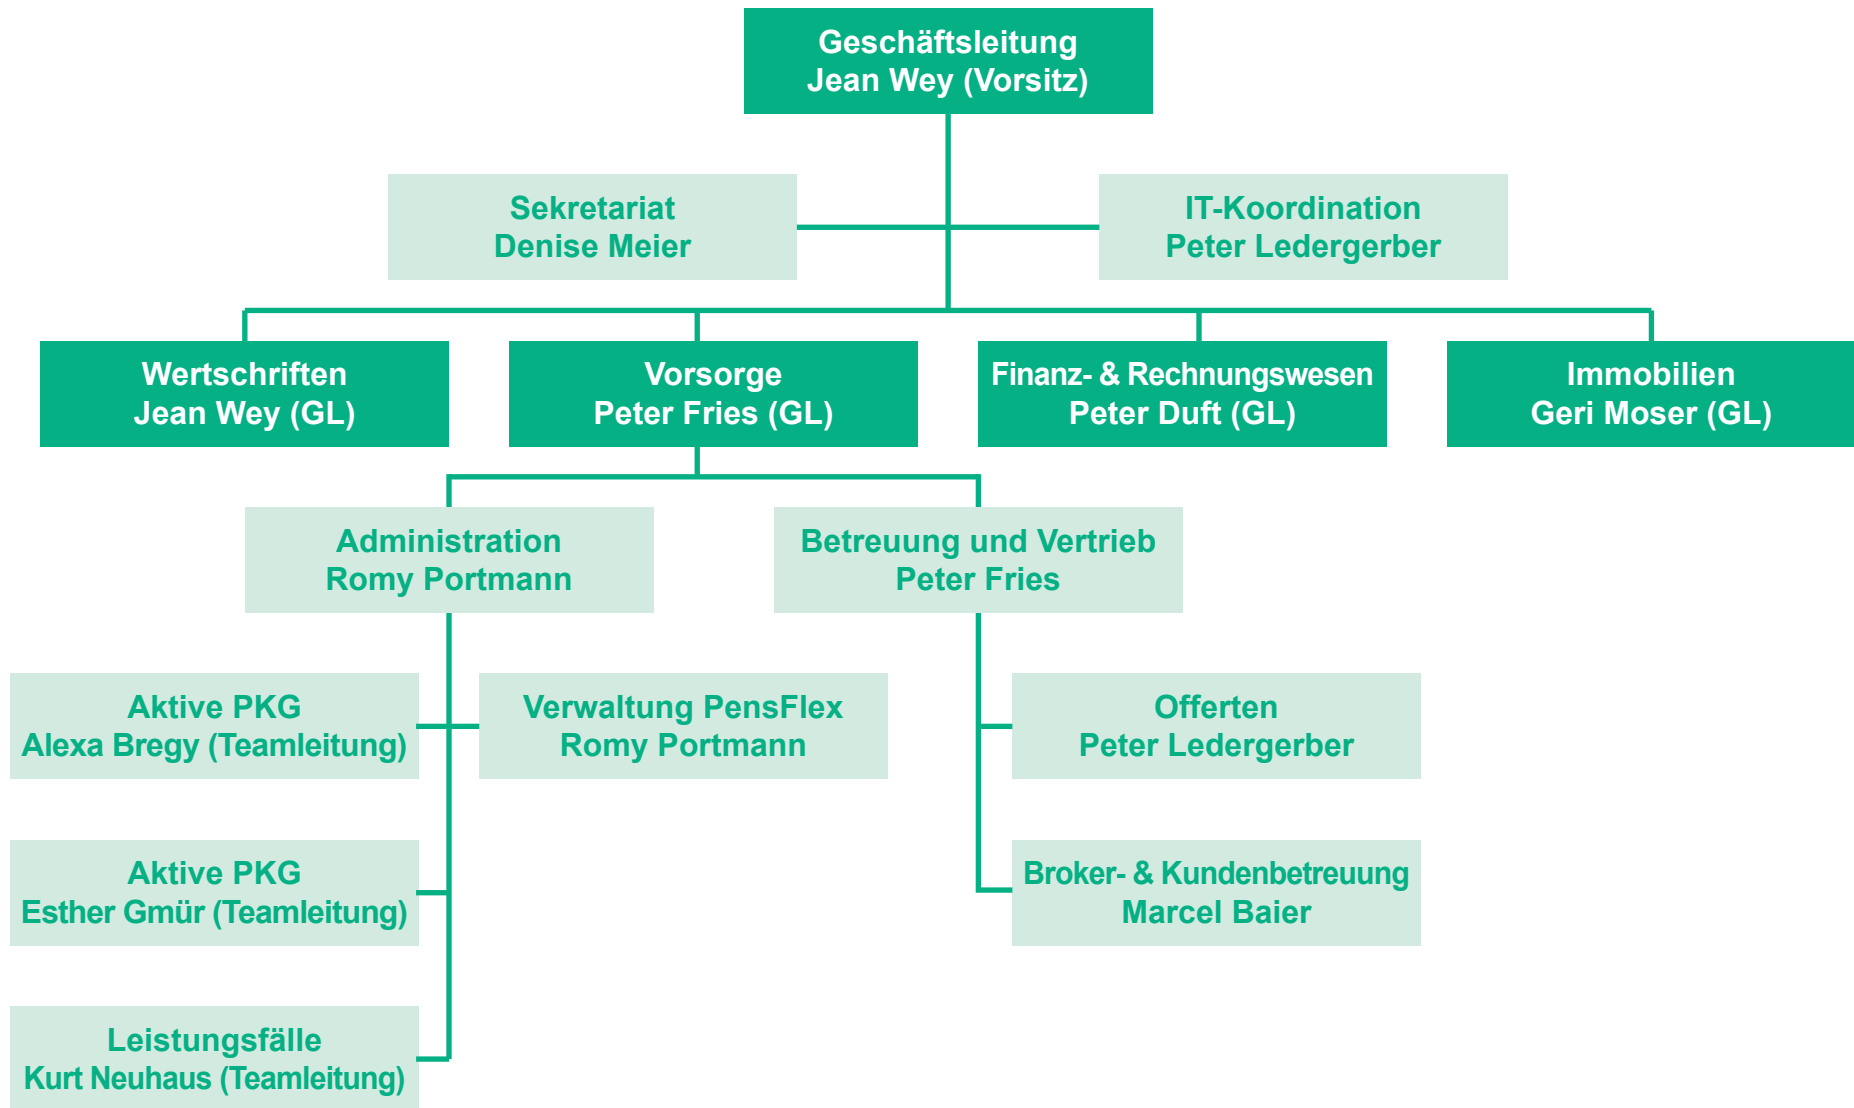 Geschäftsleitung
Jean Wey (Vorsitz)
Sekretariat
Denise Meier
IT-Koordination
Peter Ledergerber
Wertschriften
Jean Wey (GL)
Vorsorge
Peter Fries (GL)
Finanz- & Rechnungswesen
Peter Duft (GL)
Immobilien
Geri Moser (GL)
Administration
Romy Portmann
Betreuung und Vertrieb
Peter Fries
Aktive PKG
Alexa Bregy (Teamleitung)
Verwaltung PensFlex
Romy Portmann
Offerten
Peter Ledergerber
Aktive PKG
Esther Gmür (Teamleitung)
Broker- & Kundenbetreuung
Marcel Baier
Leistungsfälle
Kurt Neuhaus (Teamleitung)